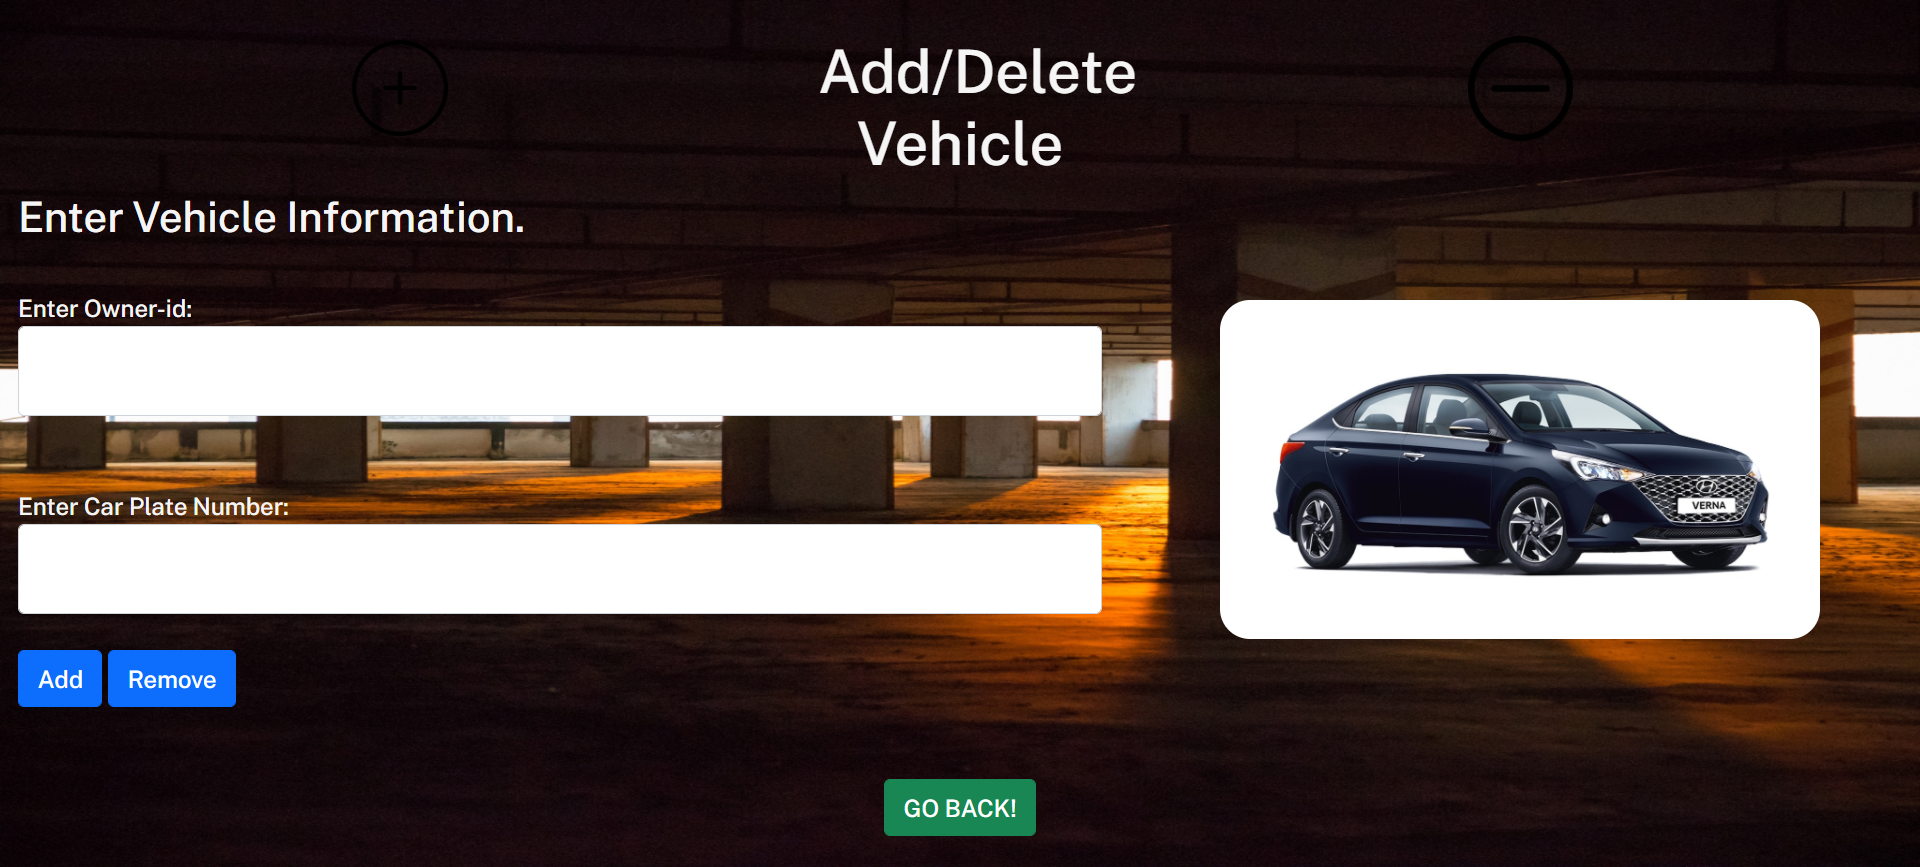 Add/Delete
Vehicle
Enter Vehicle Information.
Enter Owner-id:
Enter Car Plate Number:
VERNA
Add Remove
GO BACK!